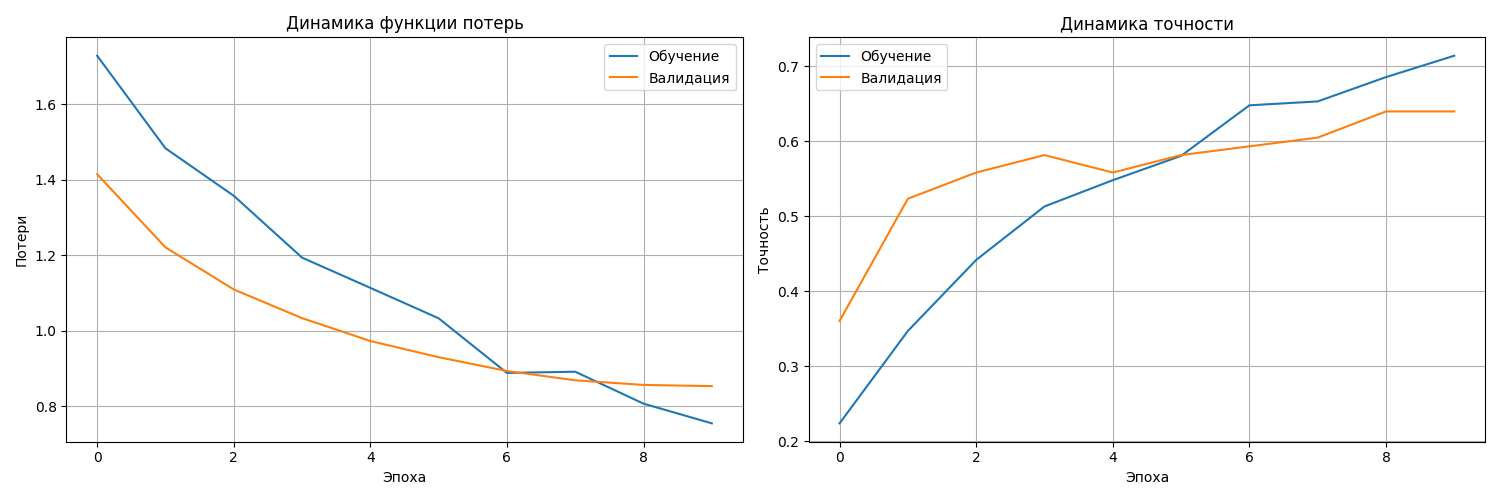 Динамика функции потерь
Обучение
Валидация
1.6
1.4
1.2
1.0
0.8
Потери
0
2
4
6
8
Эпоха
Динамика точности
Обучение
Валидация
0.7
0.6
0.5
0.4
0.3
0.2
Точность
0
2
4
6
8
Эпоха